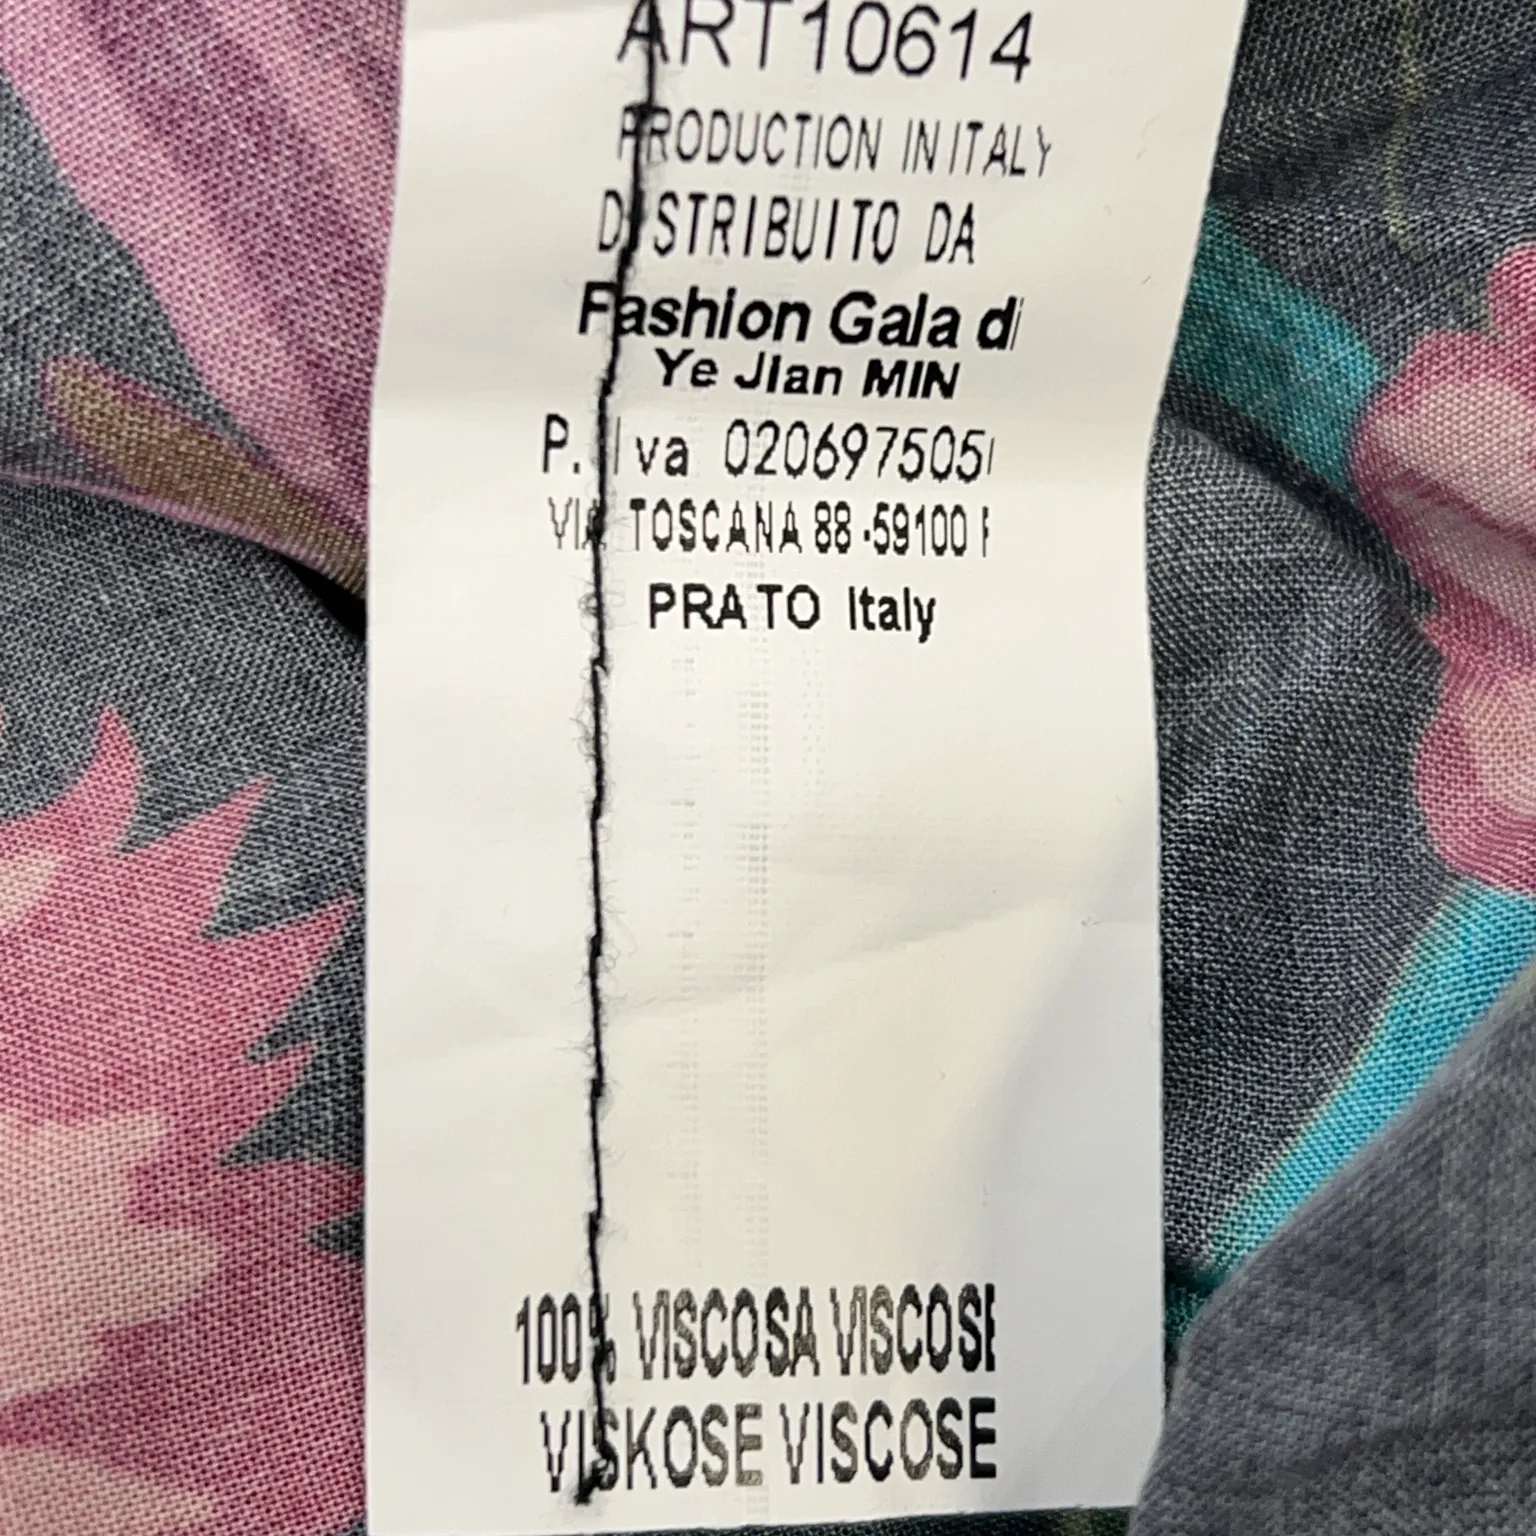 ART10614
PRODUCTION IN ITALY
DISTRIBUITO DA
Fashion Gala di
Ye JIan MIN
P. Iva 020697505
VIA TOSCANA 88 -59100
PRATO Italy
100% VISCOSA VISCOSE
VISKOSE VISCOSE